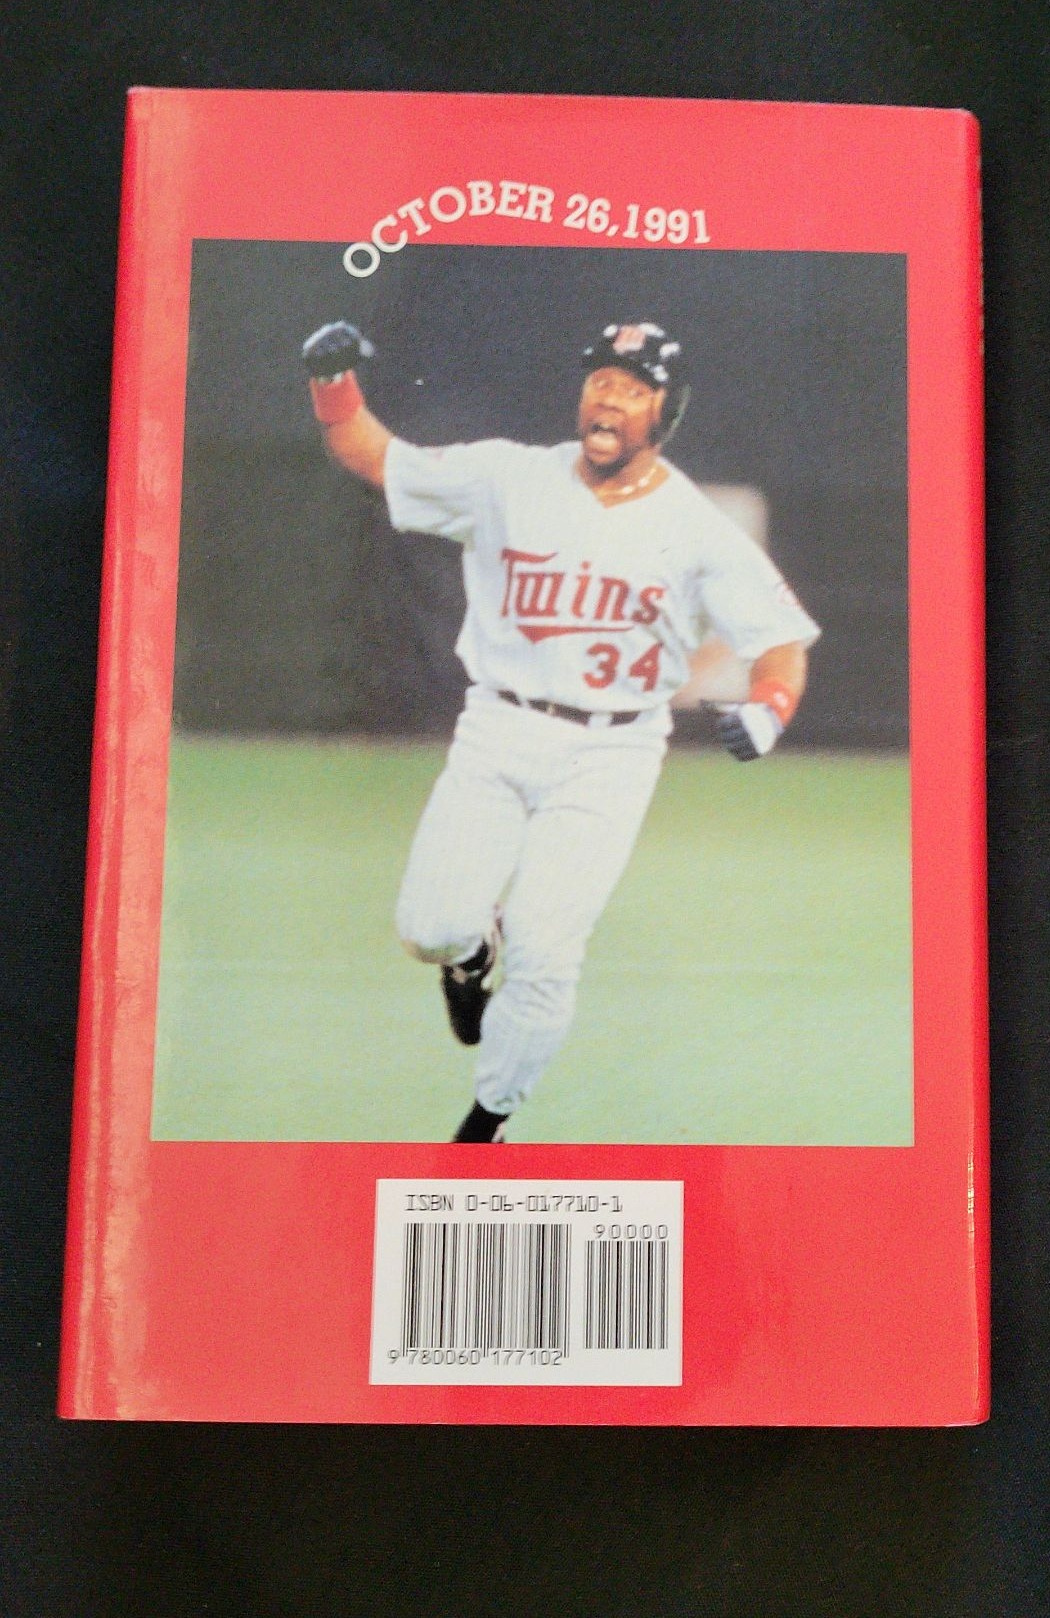 OCTOBER 26,1991
Twins
34
ISBN 0-06-017710-1
90000
9 780060 177102